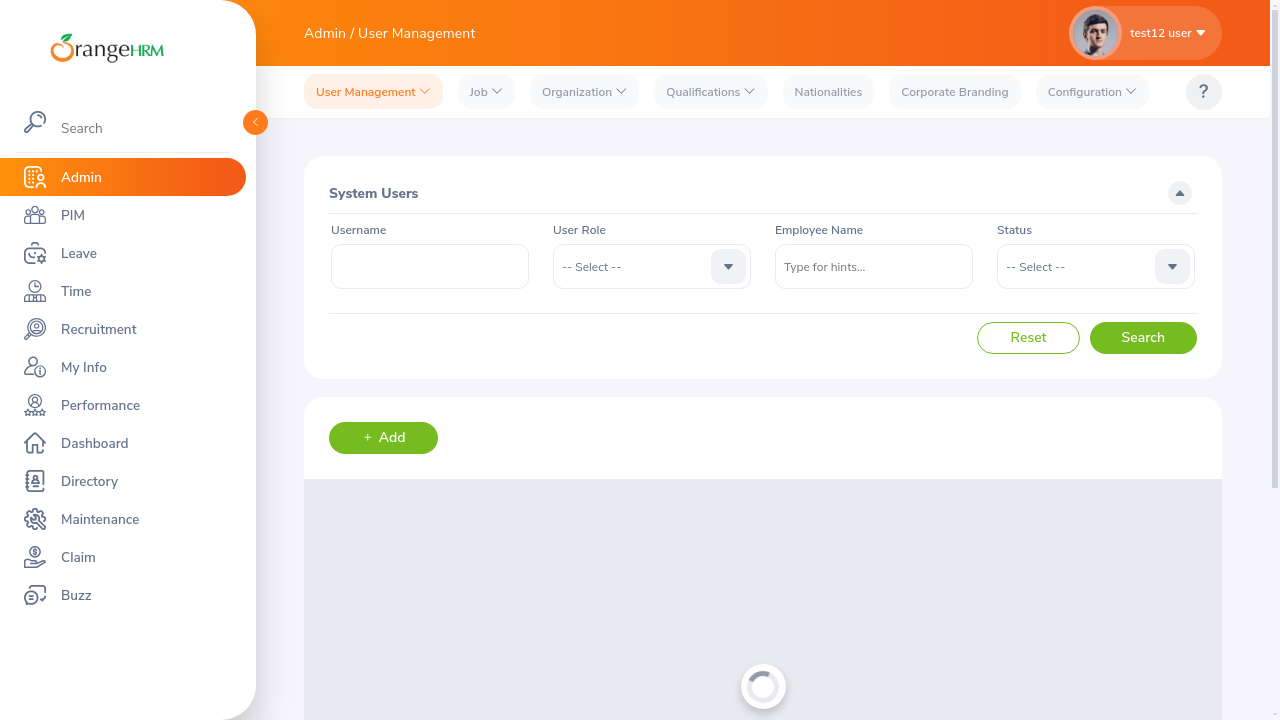 OrangeHRM
Search
Admin
PIM
Leave
Time
Recruitment
My Info
Performance
Dashboard
Directory
Maintenance
Claim
Buzz
Admin / User Management
test12 user
User Management
Job
Organization
Qualifications
Nationalities
Corporate Branding
Configuration
?
System Users
Username
User Role
Employee Name
Status
-- Select --
Type for hints...
-- Select --
Reset
Search
+ Add